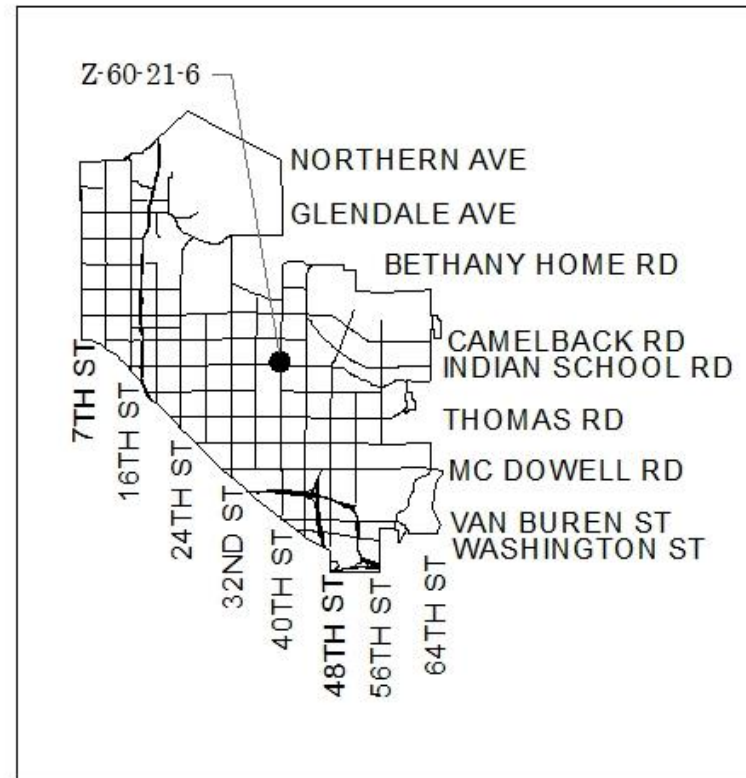 Z-60-21-6
NORTHERN AVE
GLENDALE AVE
BETHANY HOME RD
CAMELBACK RD
INDIAN SCHOOL RD
THOMAS RD
MC DOWELL RD
VAN BUREN ST
WASHINGTON ST
7TH ST
16TH ST
24TH ST
32ND ST
40TH ST
48TH ST
56TH ST
64TH ST